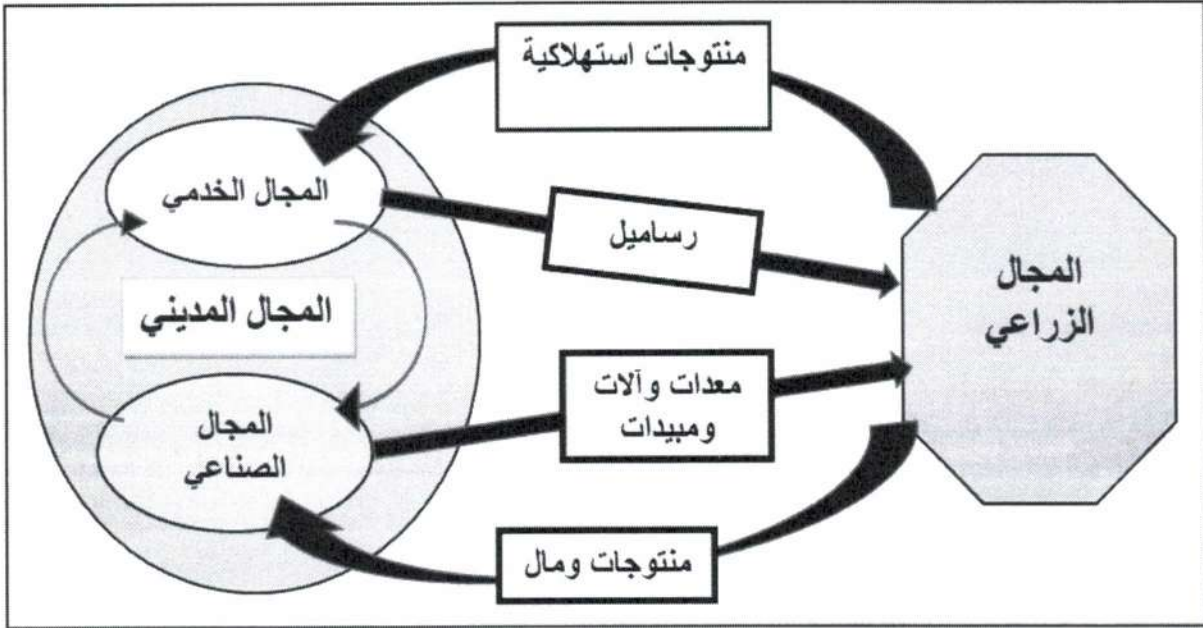 منتوجات استهلاكية
المجال الخدمي
رساميل
المجال
الزراعي
المجال المديني
معدات وآلات
ومبيدات
المجال
الصناعي
منتوجات ومال